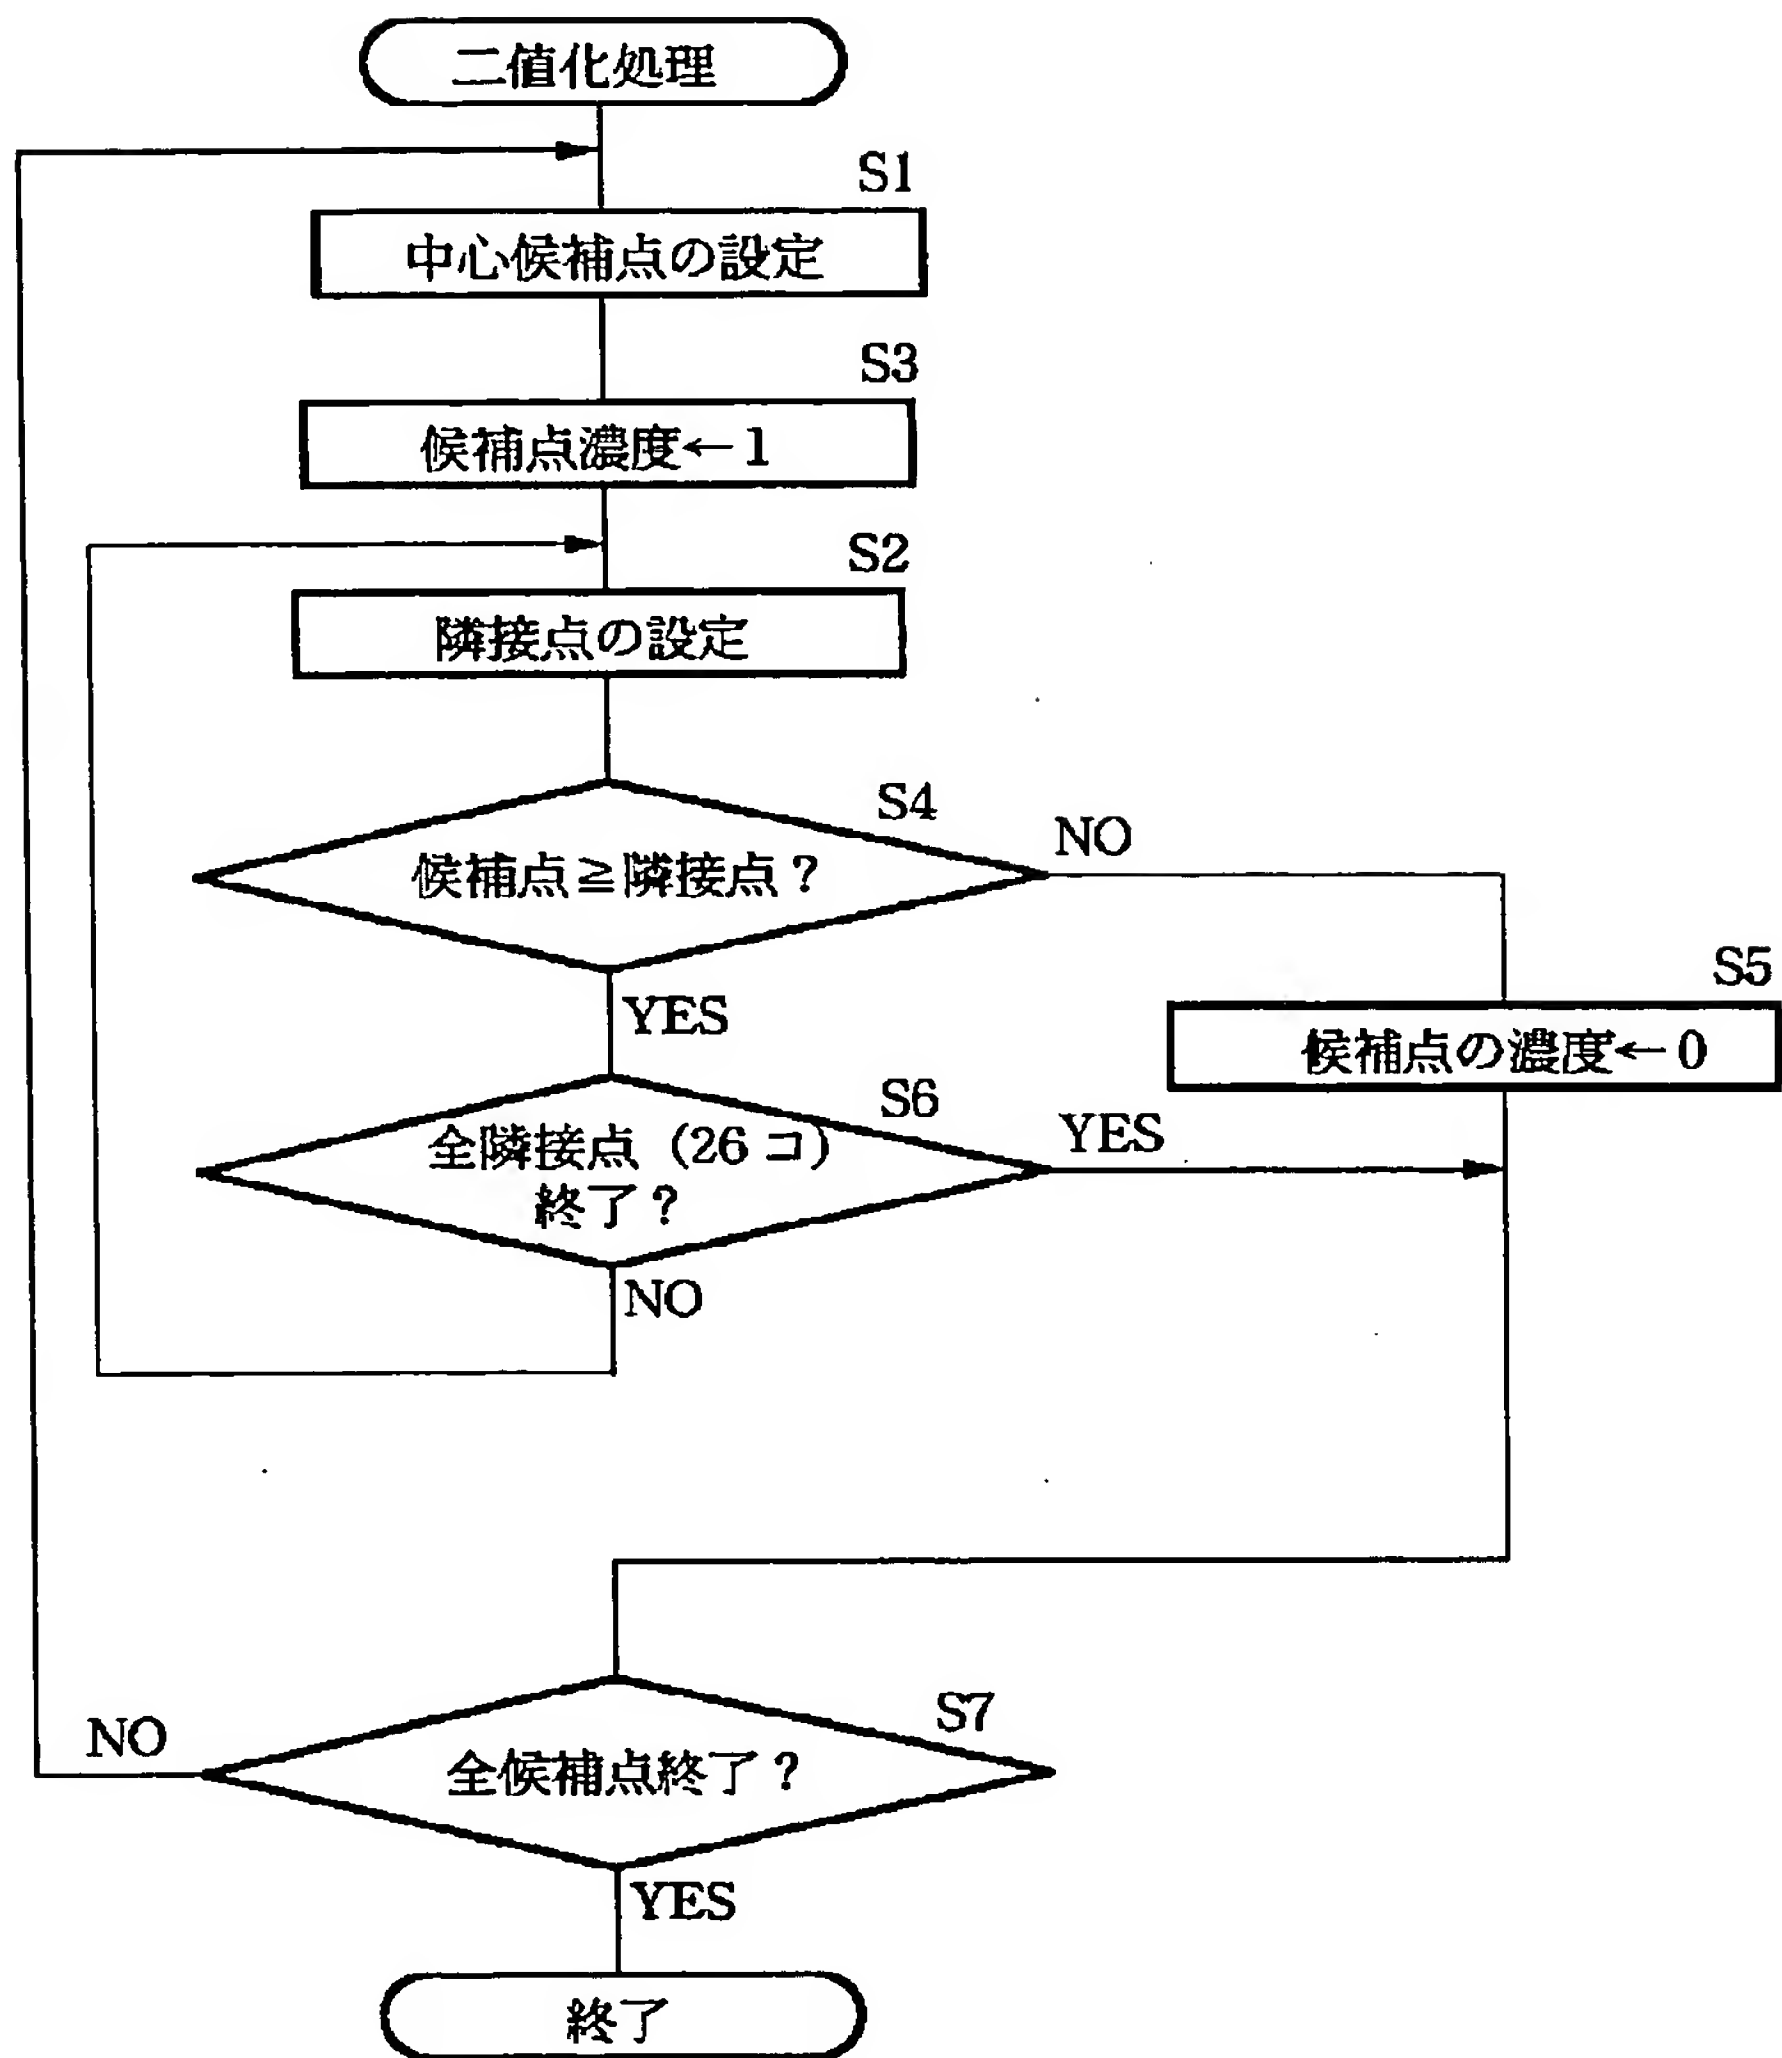 二値化処理
S1
中心候補点の設定
S3
候補点濃度←1
S2
隣接点の設定
S4
候補点≧隣接点？
NO
YES
S5
候補点の濃度←0
S6
全隣接点（26コ）
終了？
YES
NO
S7
全候補点終了？
NO
YES
終了